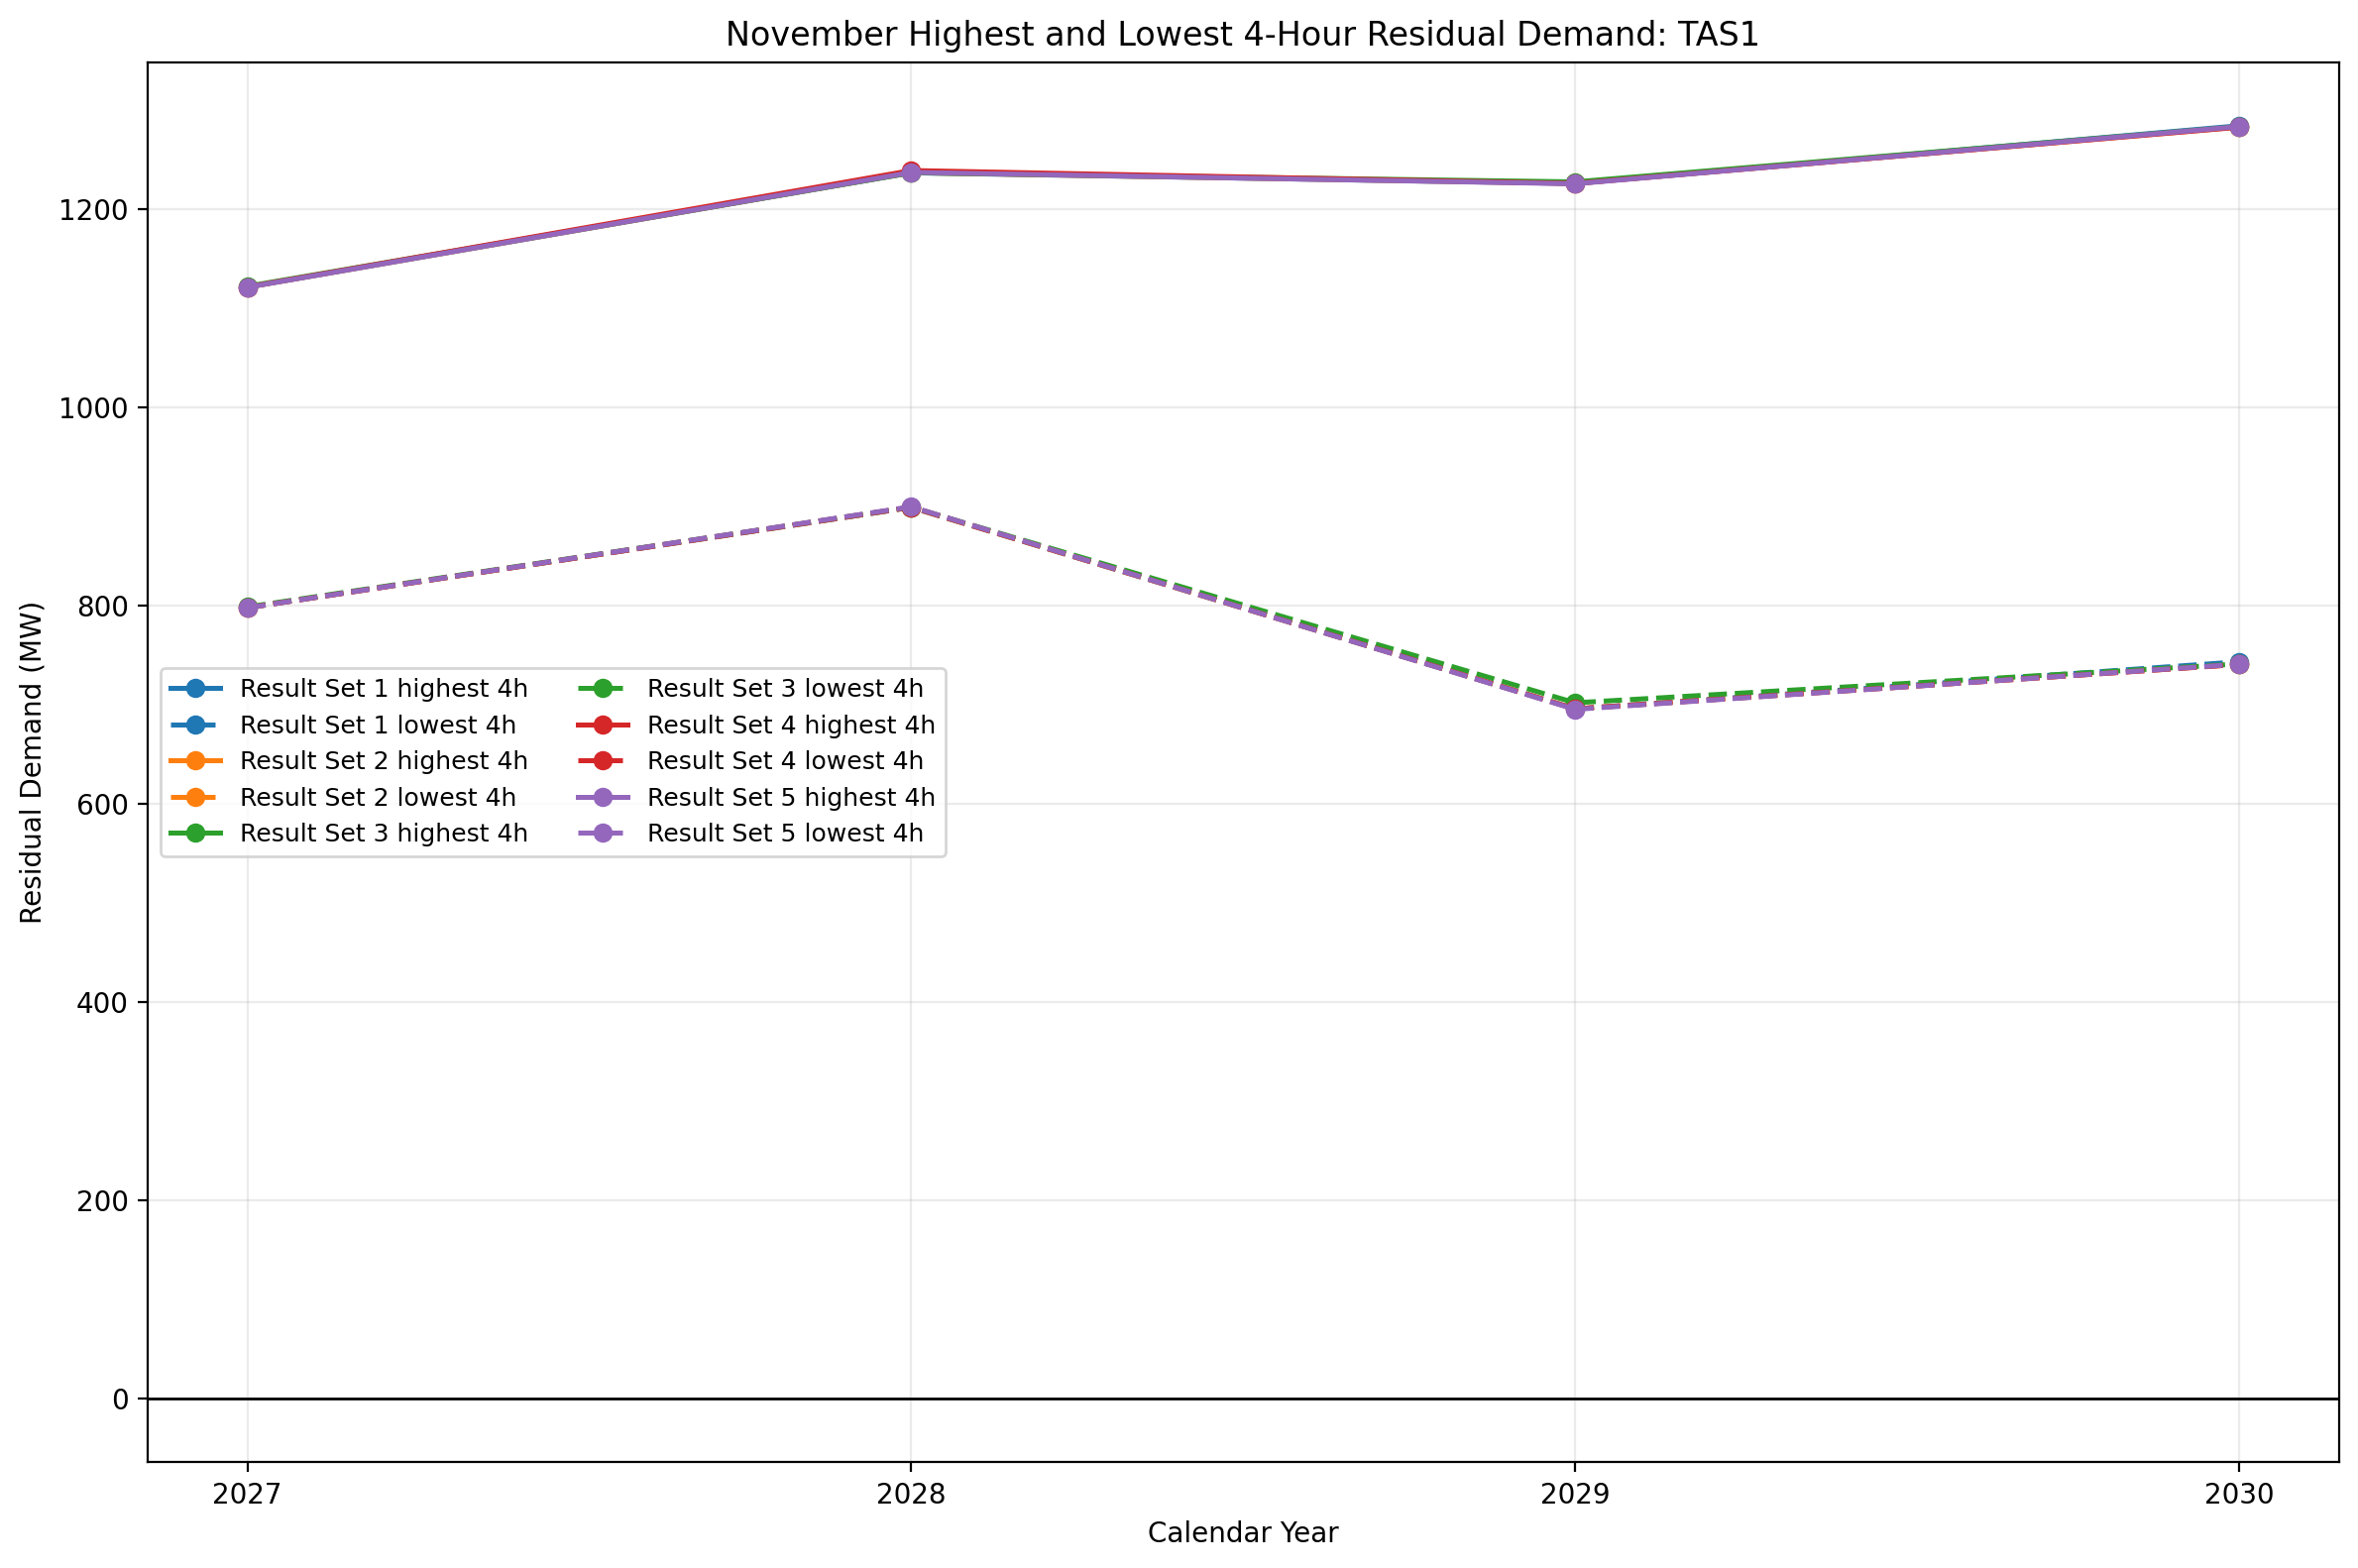 November Highest and Lowest 4-Hour Residual Demand: TAS1
Residual Demand (MW)
1200
1000
800
600
400
200
0
Result Set 1 highest 4h
Result Set 1 lowest 4h
Result Set 2 highest 4h
Result Set 2 lowest 4h
Result Set 3 highest 4h
Result Set 3 lowest 4h
Result Set 4 highest 4h
Result Set 4 lowest 4h
Result Set 5 highest 4h
Result Set 5 lowest 4h
2027
2028
2029
2030
Calendar Year